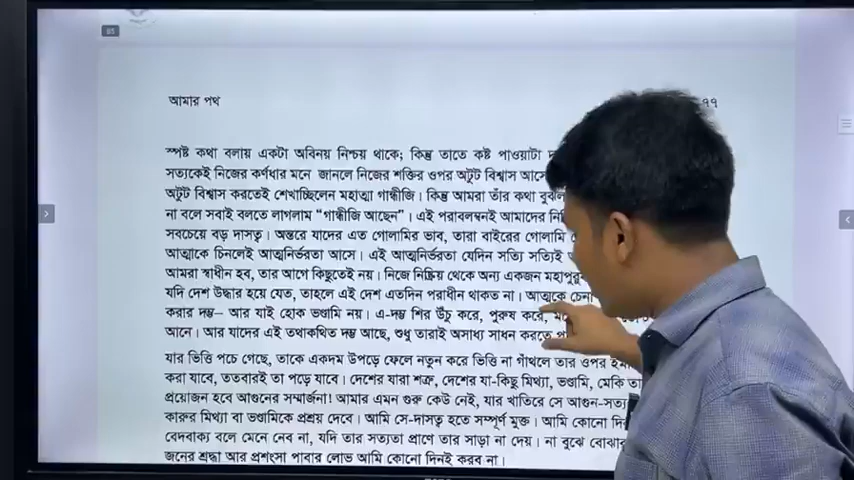 85
আমার পথ
৭৭
স্পষ্ট কথা বলায় একটা অবিনয় নিশ্চয় থাকে; কিন্তু তাতে কষ্ট পাওয়াটা
সত্যকেই নিজের কর্ণধার মনে জানলে নিজের শক্তির ওপর অটুট বিশ্বাস আসে
অটুট বিশ্বাস করতেই শেখাচ্ছিলেন মহাত্মা গান্ধীজি। কিন্তু আমরা তাঁর কথা
না বলে সবাই বলতে লাগলাম "গান্ধীজি আছেন"। এই পরাবলম্বনই আমাদের
সবচেয়ে বড় দাসত্ব। অন্তরে যাদের এত গোলামির ভাব, তারা বাইরের গোলামি
আত্মাকে চিনলেই আত্মনির্ভরতা আসে। এই আত্মনির্ভরতা যেদিন সত্যি সত্যিই
আমরা স্বাধীন হব, তার আগে কিছুতেই নয়। নিজে নিষ্ক্রিয় থেকে অন্য একজন
যদি দেশ উদ্ধার হয়ে যেত, তাহলে এই দেশ এতদিন পরাধীন থাকত না। আত্মকে চেনা
করার দম্ভ– আর যাই হোক ভণ্ডামি নয়। এ-দম্ভ শির উঁচু করে, পুরুষ করে,
আনে। আর যাদের এই তথাকথিত দম্ভ আছে, শুধু তারাই অসাধ্য সাধন করতে
যার ভিত্তি পচে গেছে, তাকে একদম উপড়ে ফেলে নতুন করে ভিত্তি না গাঁথলে তার ওপর
করা যাবে, ততবারই তা পড়ে যাবে। দেশের যারা শত্রু, দেশের যা-কিছু মিথ্যা, ভণ্ডামি, মেকি
প্রয়োজন হবে আগুনের সম্মার্জনা! আমার এমন গুরু কেউ নেই, যার খাতিরে সে আগুন-
কারুর মিথ্যা বা ভণ্ডামিকে প্রশ্রয় দেবে। আমি সে-দাসত্ব হতে সম্পূর্ণ মুক্ত। আমি কোনো
বেদবাক্য বলে মেনে নেব না, যদি তার সত্যতা প্রাণে তার সাড়া না দেয়। না বুঝে
জনের শ্রদ্ধা আর প্রশংসা পাবার লোভ আমি কোনো দিনই করব না।